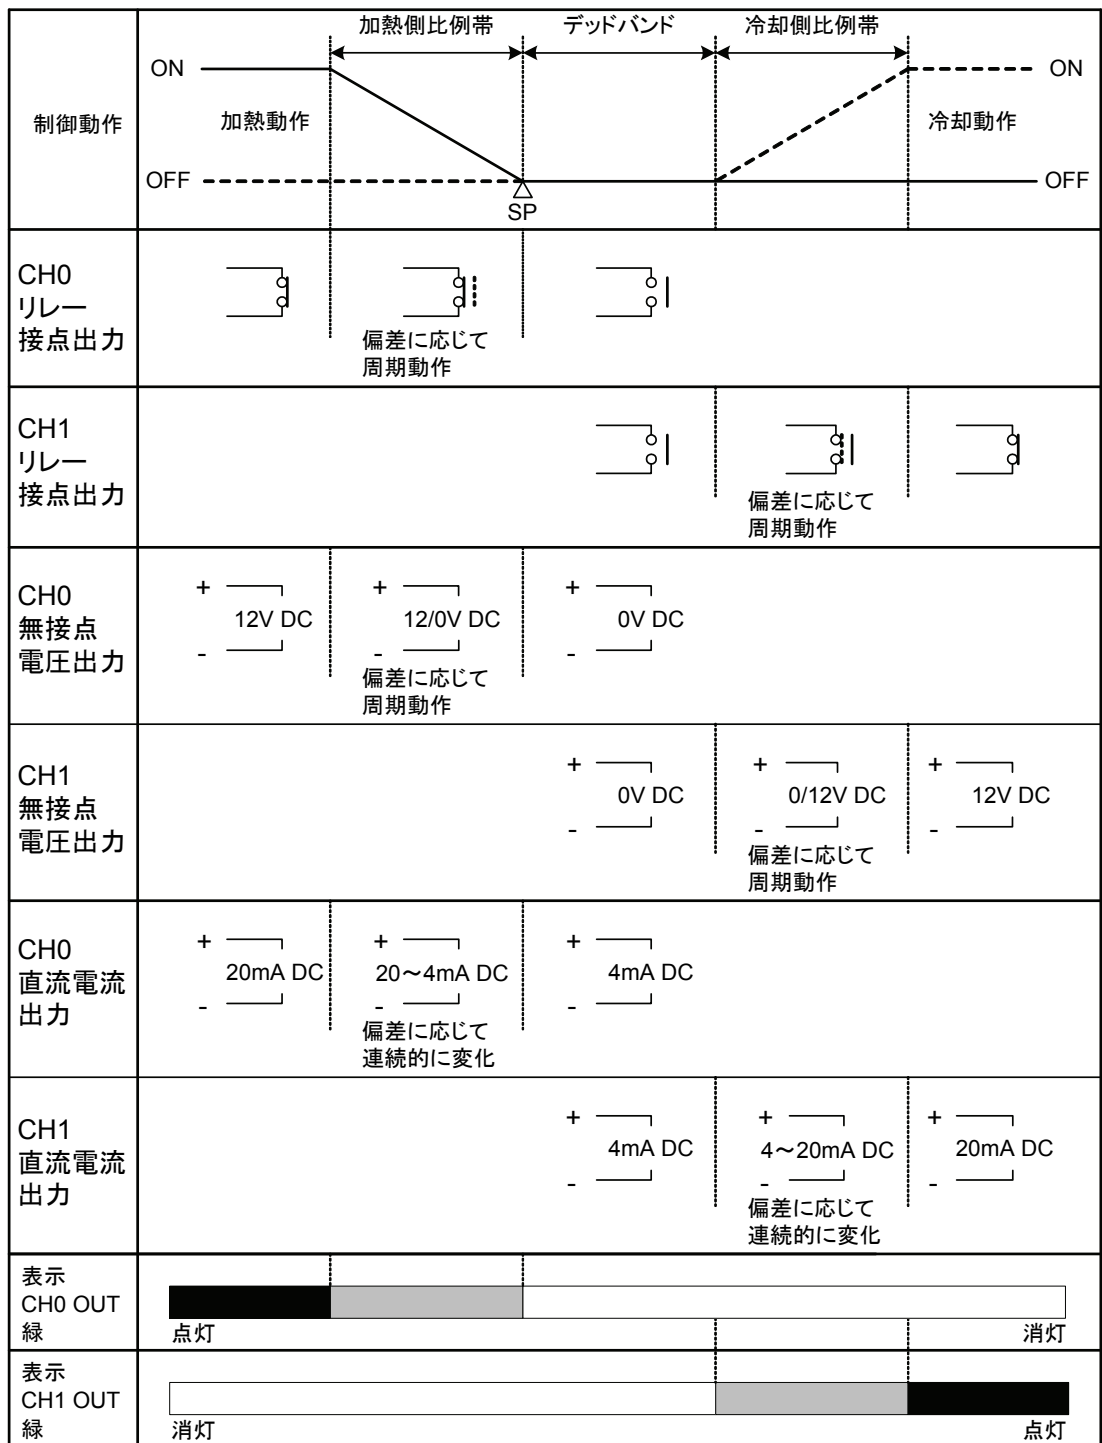 加熱側比例帯 デッドバンド 冷却側比例帯
ON ON
制御動作 加熱動作 冷却動作
OFF OFF
SP
CH0
リレー
接点出力
偏差に応じて
周期動作
CH1
リレー
接点出力
偏差に応じて
周期動作
CH0
無接点
電圧出力
+ 12V DC -
+ 12/0V DC -
偏差に応じて
周期動作
+ 0V DC -
CH1
無接点
電圧出力
+ 0V DC -
+ 0/12V DC -
偏差に応じて
周期動作
+ 12V DC -
CH0
直流電流
出力
+ 20mA DC -
+ 20～4mA DC -
偏差に応じて
連続的に変化
+ 4mA DC -
CH1
直流電流
出力
+ 4mA DC -
+ 4～20mA DC -
偏差に応じて
連続的に変化
+ 20mA DC -
表示
CH0 OUT
緑
点灯 消灯
表示
CH1 OUT
緑
消灯 点灯